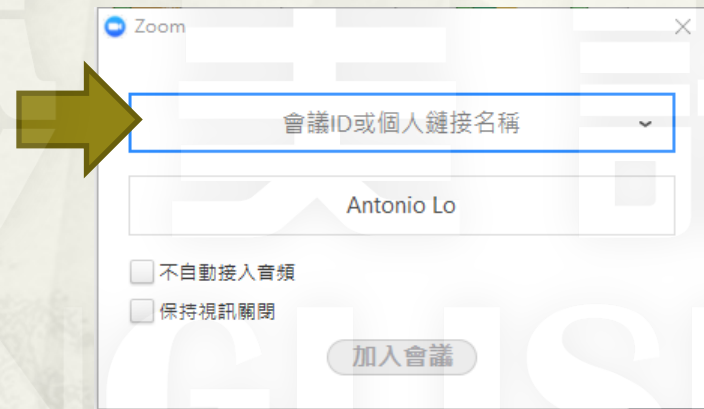 Zoom
會議ID或個人鏈接名稱
Antonio Lo
不自動接入音頻
保持視訊關閉
加入會議